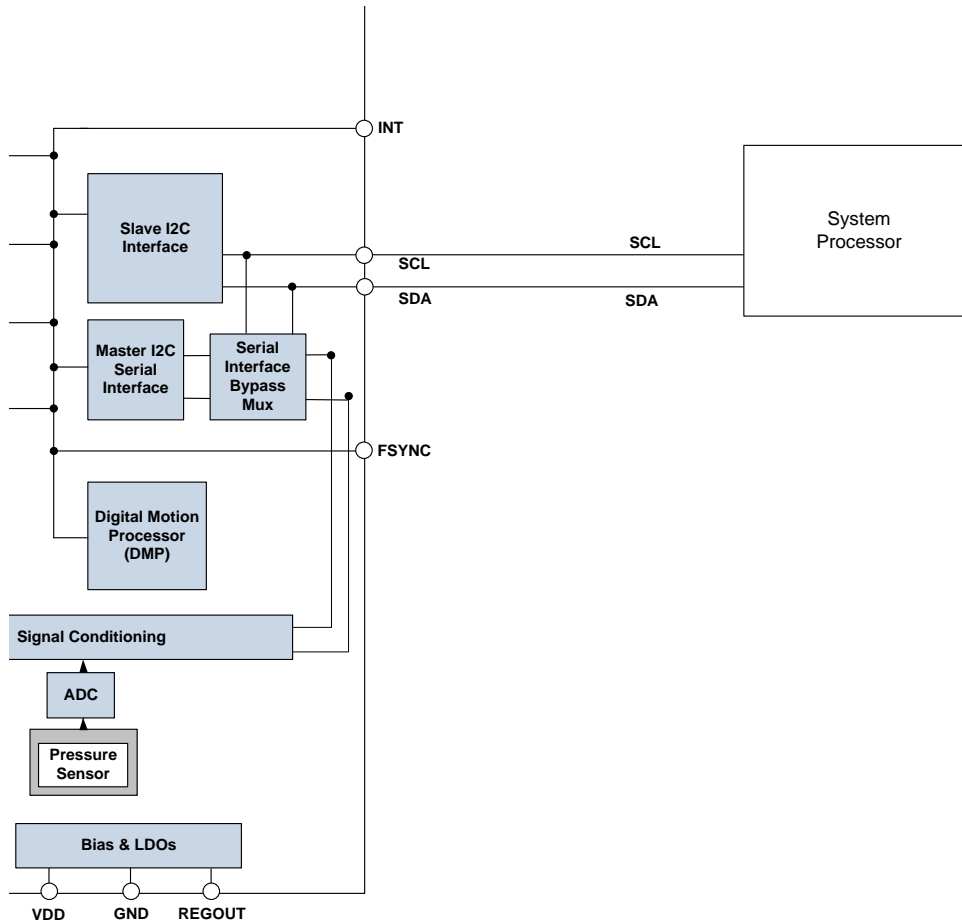 INT
Slave I2C
Interface
SCL
SDA
SCL
SDA
System
Processor
Master I2C
Serial
Interface
Serial
Interface
Bypass
Mux
FSYNC
Digital Motion
Processor
(DMP)
Signal Conditioning
ADC
Pressure
Sensor
Bias & LDOs
VDD
GND
REGOUT